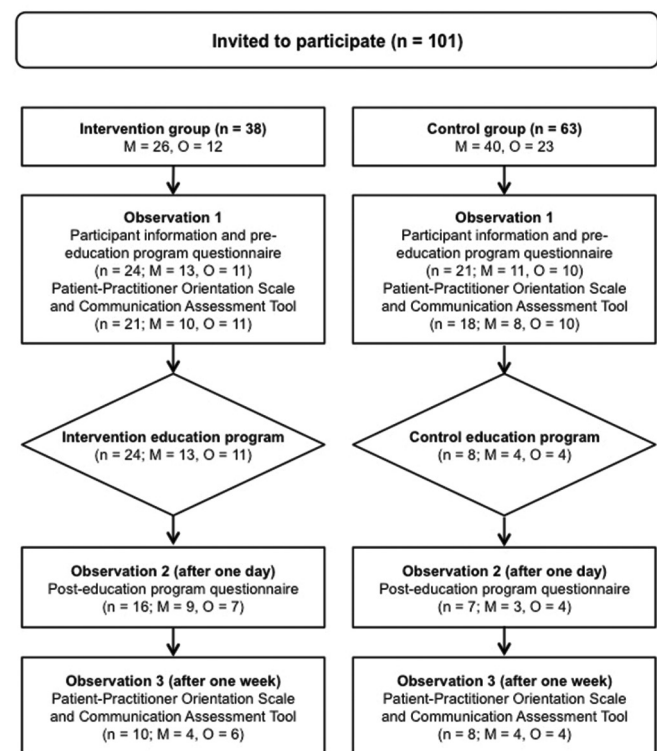 Invited to participate (n = 101)
Intervention group (n = 38)
M = 26, O = 12
Control group (n = 63)
M = 40, O = 23
Observation 1
Participant information and pre-
education program questionnaire
(n = 24; M = 13, O = 11)
Patient-Practitioner Orientation Scale
and Communication Assessment Tool
(n = 21; M = 10, O = 11)
Observation 1
Participant information and pre-
education program questionnaire
(n = 21; M = 11, O = 10)
Patient-Practitioner Orientation Scale
and Communication Assessment Tool
(n = 18; M = 8, O = 10)
Intervention education program
(n = 24; M = 13, O = 11)
Control education program
(n = 8; M = 4, O = 4)
Observation 2 (after one day)
Post-education program questionnaire
(n = 16; M = 9, O = 7)
Observation 2 (after one day)
Post-education program questionnaire
(n = 7; M = 3, O = 4)
Observation 3 (after one week)
Patient-Practitioner Orientation Scale
and Communication Assessment Tool
(n = 10; M = 4, O = 6)
Observation 3 (after one week)
Patient-Practitioner Orientation Scale
and Communication Assessment Tool
(n = 8; M = 4, O = 4)